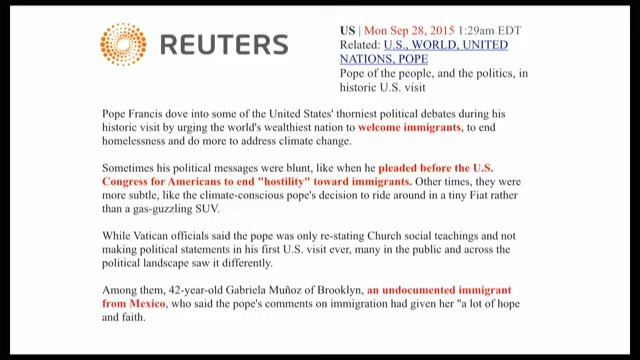 REUTERS
US | Mon Sep 28, 2015 1:29am EDT
Related: U.S., WORLD, UNITED
NATIONS, POPE
Pope of the people, and the politics, in
historic U.S. visit
Pope Francis dove into some of the United States' thorniest political debates during his
historic visit by urging the world's wealthiest nation to welcome immigrants, to end
homelessness and do more to address climate change.
Sometimes his political messages were blunt, like when he pleaded before the U.S.
Congress for Americans to end "hostility" toward immigrants. Other times, they were
more subtle, like the climate-conscious pope's decision to ride around in a tiny Fiat rather
than a gas-guzzling SUV.
While Vatican officials said the pope was only re-stating Church social teachings and not
making political statements in his first U.S. visit ever, many in the public and across the
political landscape saw it differently.
Among them, 42-year-old Gabriela Muñoz of Brooklyn, an undocumented immigrant
from Mexico, who said the pope's comments on immigration had given her "a lot of hope
and faith.